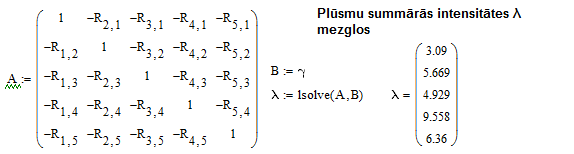 Plūsmu summārās intensitātes λ
mezglos
A := ( 1 −R2,1 −R3,1 −R4,1 −R5,1
−R1,2 1 −R3,2 −R4,2 −R5,2
−R1,3 −R2,3 1 −R4,3 −R5,3
−R1,4 −R2,4 −R3,4 1 −R5,4
−R1,5 −R2,5 −R3,5 −R4,5 1 )
B := γ
λ := lsolve(A,B)
λ = ( 3.09
5.669
4.929
9.558
6.36 )